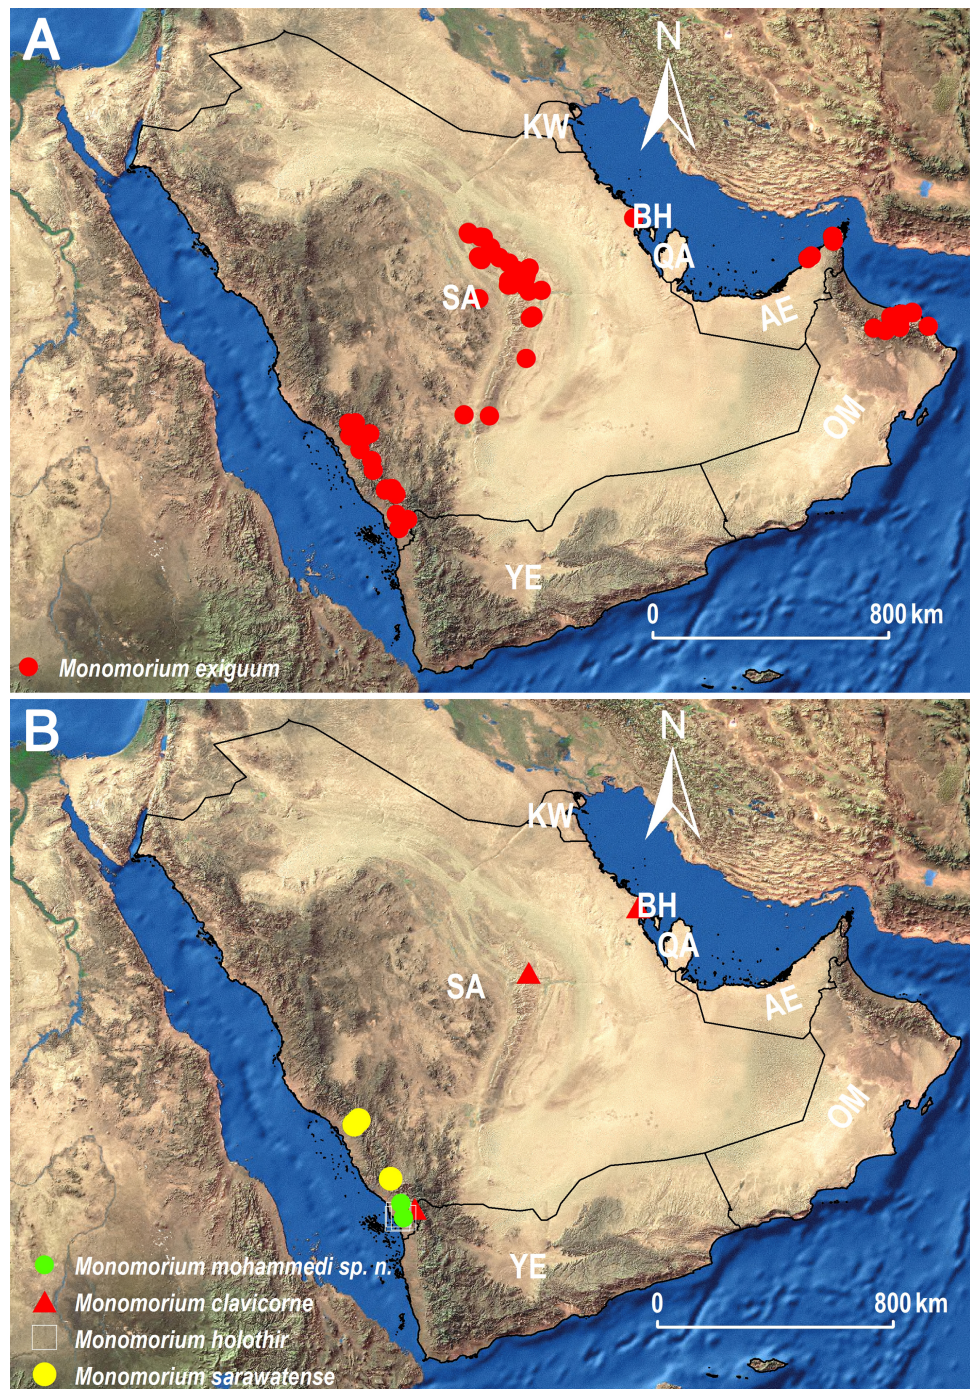 A
N
KW
BH
QA
SA
AE
OM
YE
0 800 km
Monomorium exiguum
B
N
KW
BH
QA
SA
AE
OM
YE
0 800 km
Monomorium mohammedi sp. n.
Monomorium clavicorne
Monomorium holothir
Monomorium sarawatense